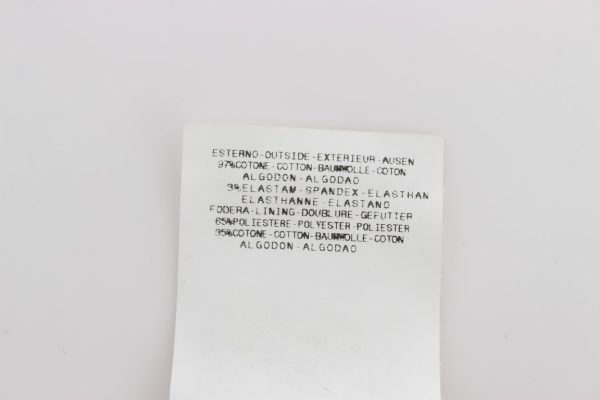 ESTERNO-OUTSIDE-EXTERIEUR-AUSEN
97%COTONE-COTTON-BAUMWOLLE-COTON
ALGODON-ALGODAO
3%ELASTAM-SPANDEX-ELASTHAN
ELASTHANNE-ELASTANO
FODERA-LINING-DOUBLURE-GEFUTTER
65%POLIESTERE-POLYESTER-POLIESTER
35%COTONE-COTTON-BAUMWOLLE-COTON
ALGODON-ALGODAO